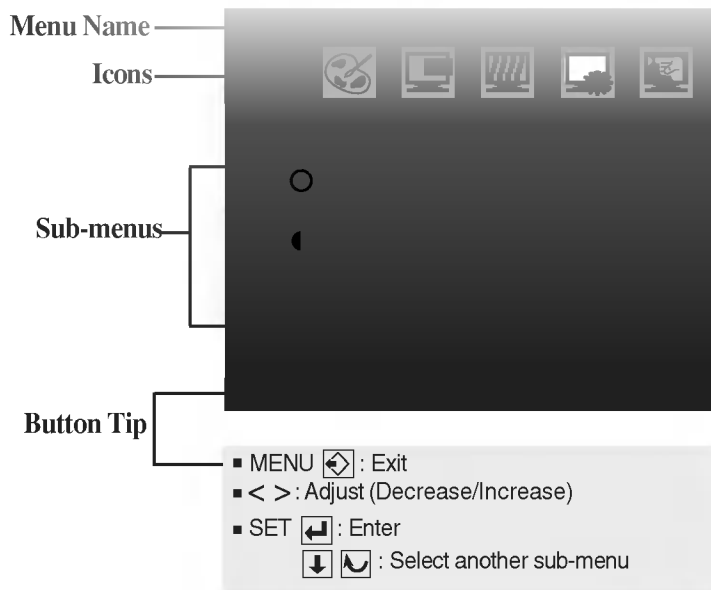 Menu Name
Icons
Sub-menus
Button Tip
■ MENU : Exit
■ < > : Adjust (Decrease/Increase)
■ SET : Enter
: Select another sub-menu